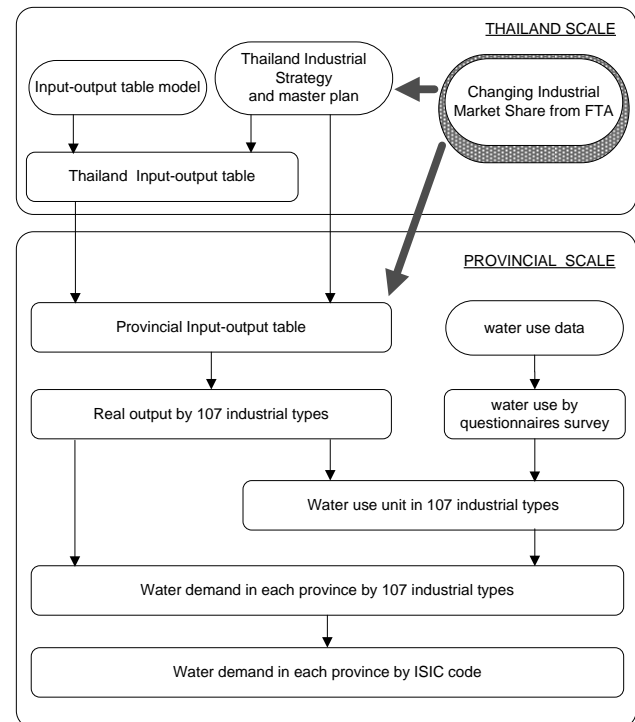 THAILAND SCALE
Input-output table model
Thailand Industrial
Strategy
and master plan
Changing Industrial
Market Share from FTA
Thailand Input-output table
PROVINCIAL SCALE
Provincial Input-output table
water use data
Real output by 107 industrial types
water use by
questionnaires survey
Water use unit in 107 industrial types
Water demand in each province by 107 industrial types
Water demand in each province by ISIC code